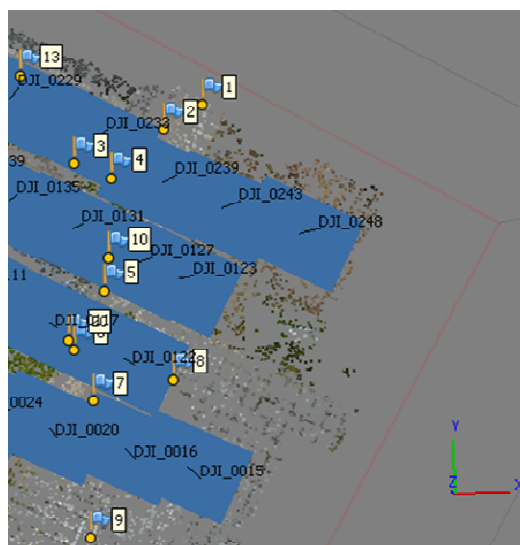 13
DJI_0229
1
2
DJI_0233
3
4
39
DJI_0239
DJI_0135
DJI_0243
DJI_0131
DJI_0248
10
DJI_0127
5
DJI_0123
11
8
DJI_0122
7
0024
DJI_0020
DJI_0016
DJI_0015
9
Y
Z
X